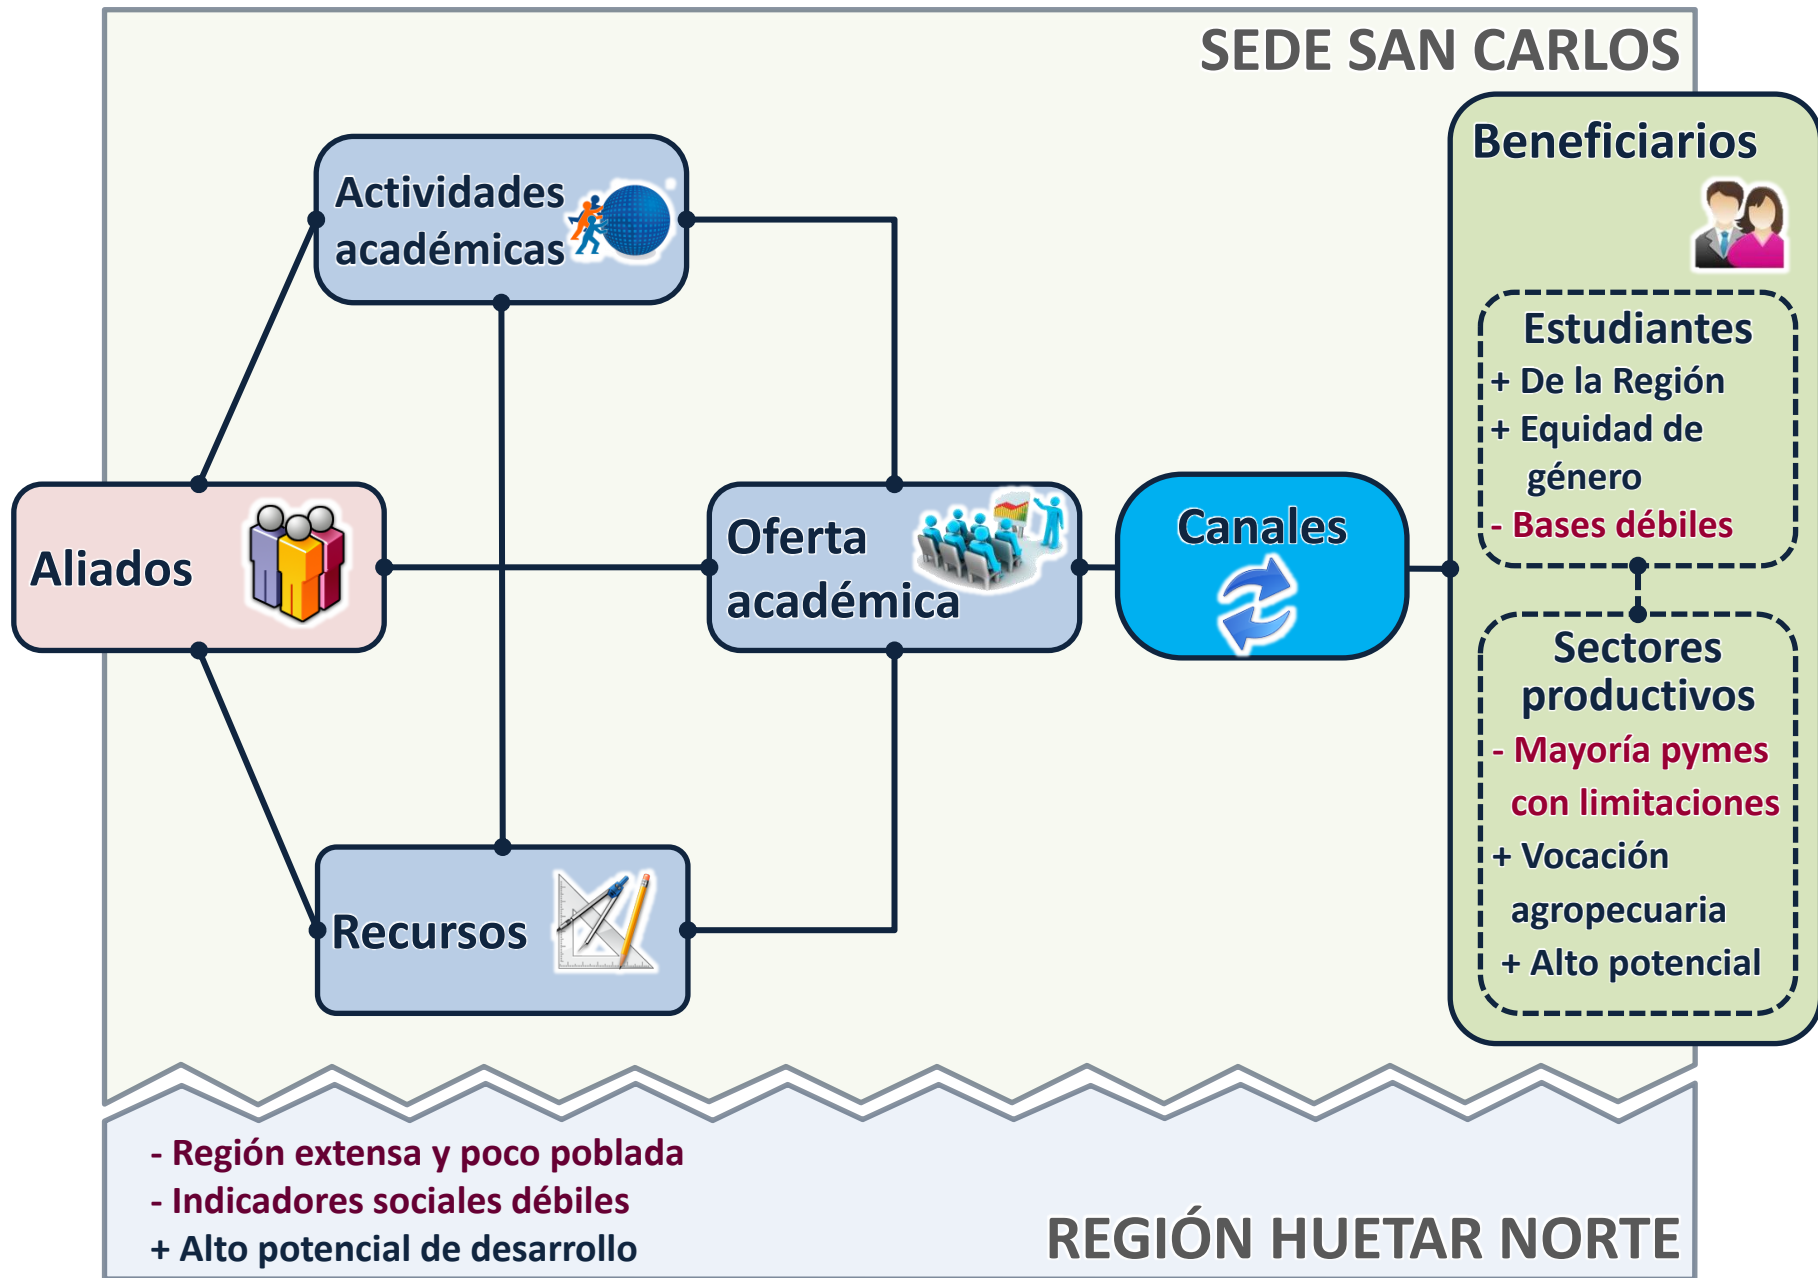 SEDE SAN CARLOS
Actividades
académicas
Aliados
Recursos
Oferta
académica
Canales
Beneficiarios
Estudiantes
+ De la Región
+ Equidad de
género
- Bases débiles
Sectores
productivos
- Mayoría pymes
con limitaciones
+ Vocación
agropecuaria
+ Alto potencial
- Región extensa y poco poblada
- Indicadores sociales débiles
+ Alto potencial de desarrollo
REGIÓN HUETAR NORTE